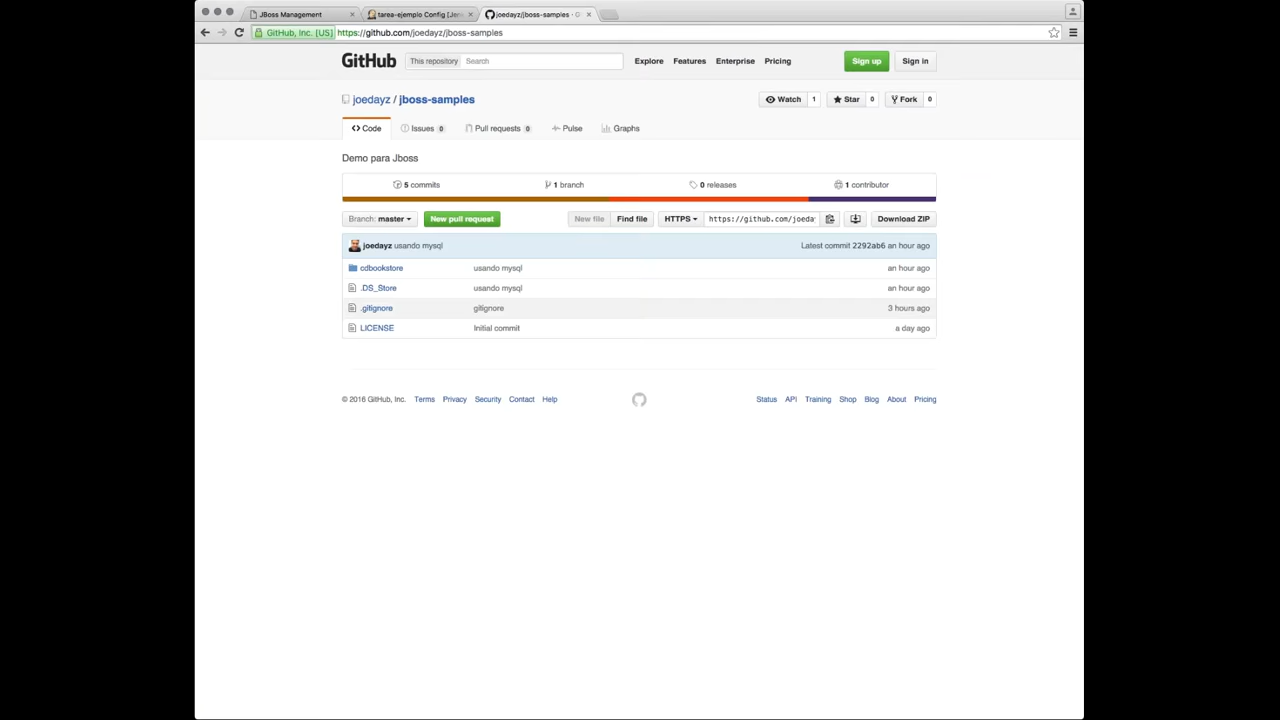 JBoss Management
tarea-ejemplo Config [Jen
joedayz/jboss-samples · G
GitHub, Inc. [US] https://github.com/joedayz/jboss-samples
GitHub This repository Search Explore Features Enterprise Pricing Sign up Sign in
joedayz / jboss-samples Watch 1 Star 0 Fork 0
Code Issues 0 Pull requests 0 Pulse Graphs
Demo para Jboss
5 commits 1 branch 0 releases 1 contributor
Branch: master New pull request New file Find file HTTPS https://github.com/joeday Download ZIP
joedayz usando mysql Latest commit 2292ab6 an hour ago
cdbookstore usando mysql an hour ago
.DS_Store usando mysql an hour ago
.gitignore gitignore 3 hours ago
LICENSE Initial commit a day ago
© 2016 GitHub, Inc. Terms Privacy Security Contact Help Status API Training Shop Blog About Pricing